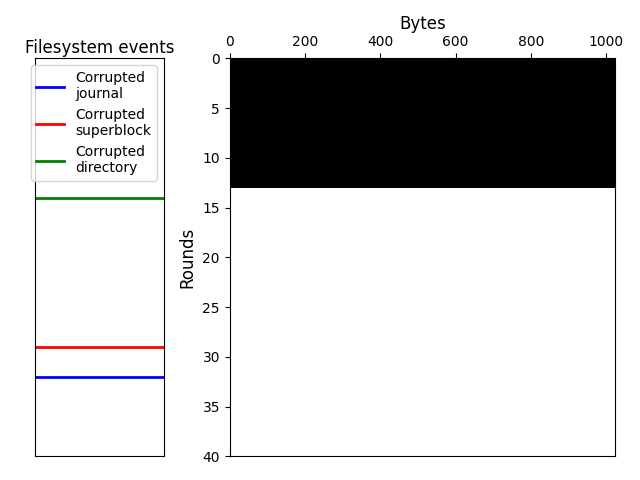 Filesystem events
Corrupted
journal
Corrupted
superblock
Corrupted
directory
Bytes
0 200 400 600 800 1000
Rounds
0
5
10
15
20
25
30
35
40